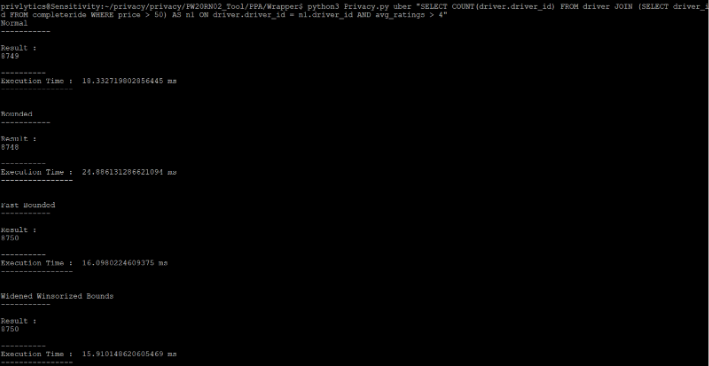 privlytics@Sensitivity:~/privacy/privacy/PW20RN02_Tool/PPA/Wrapper$ python3 Privacy.py uber "SELECT COUNT(driver.driver_id) FROM driver JOIN (SELECT driver_i
d FROM completeride WHERE price > 50) AS n1 ON driver.driver_id = n1.driver_id AND avg_ratings > 4"
Normal
-----------
Result :
8749
----------
Execution Time :  18.332719802856445 ms
----------------
Bounded
-----------
Result :
8748
----------
Execution Time :  24.886131286621094 ms
----------------
Fast Bounded
-----------
Result :
8750
----------
Execution Time :  16.0980224609375 ms
----------------
Widened Winsorized Bounds
-----------
Result :
8750
----------
Execution Time :  15.910148620605469 ms
----------------